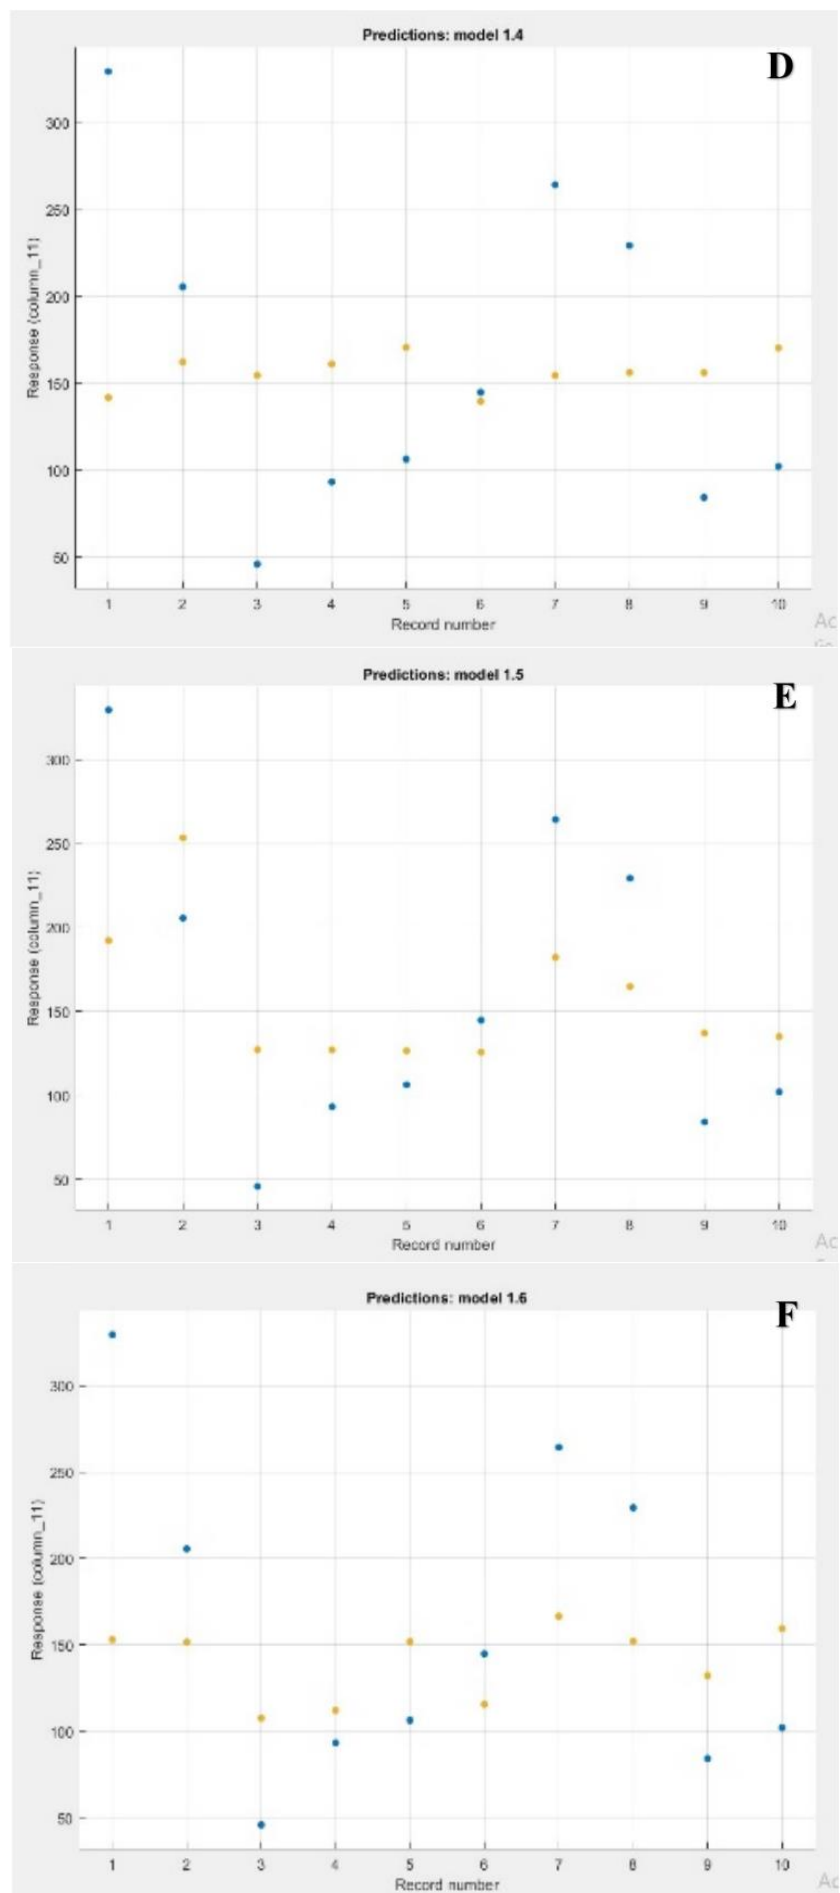 Predictions: model 1.4
D
300
250
200
150
100
50
Response (column_11)
1 2 3 4 5 6 7 8 9 10
Record number
Ac
Predictions: model 1.5
E
300
250
200
150
100
50
Response (column_11)
1 2 3 4 5 6 7 8 9 10
Record number
Ac
Predictions: model 1.6
F
300
250
200
150
100
50
Response (column_11)
1 2 3 4 5 6 7 8 9 10
Record number
Ac